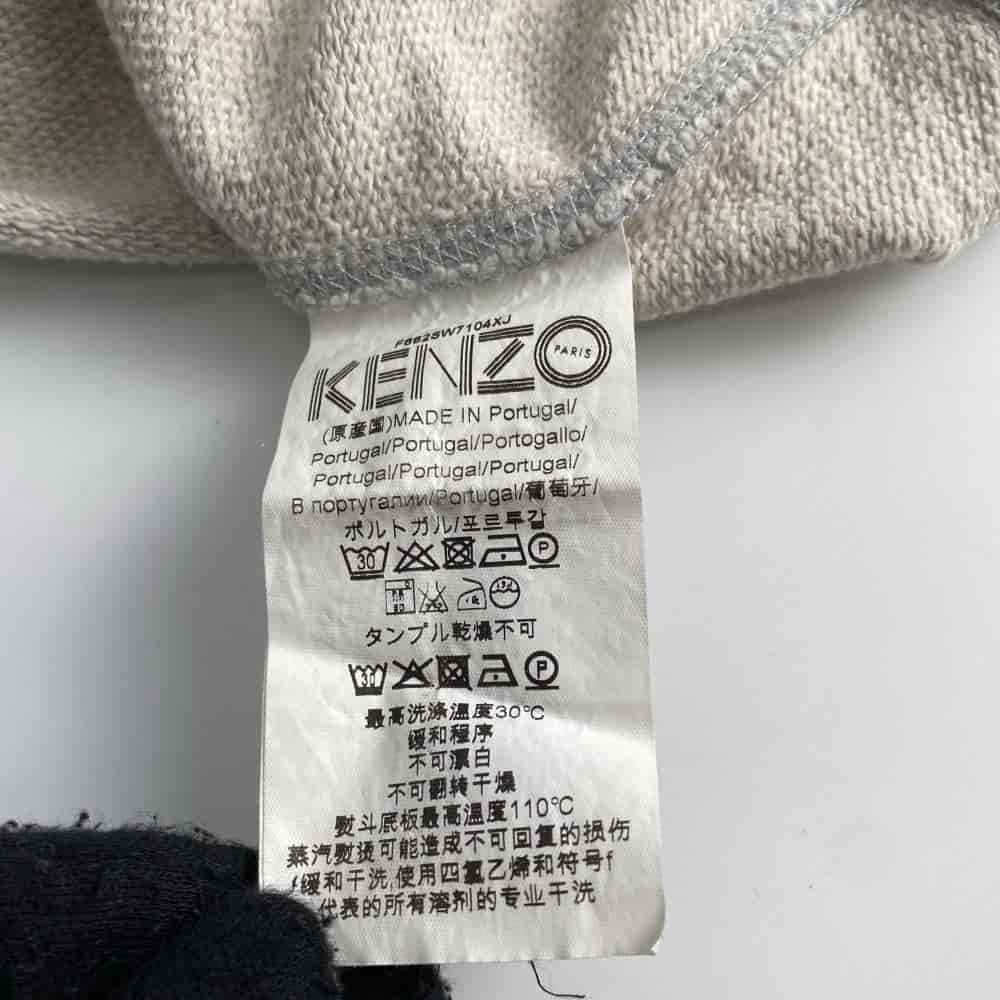 F662SW7104XJ
KENZO PARIS
(原産国)MADE IN Portugal/
Portugal/Portugal/Portogallo/
Portugal/Portugal/Portugal/
В португалии/Portugal/葡萄牙/
ポルトガル/포르투갈
30 P
タンブル乾燥不可
30 P
最高洗涤温度30℃
缓和程序
不可漂白
不可翻转干燥
熨斗底板最高温度110℃
蒸汽熨烫可能造成不可回复的损伤
缓和干洗,使用四氯乙烯和符号f
代表的所有溶剂的专业干洗